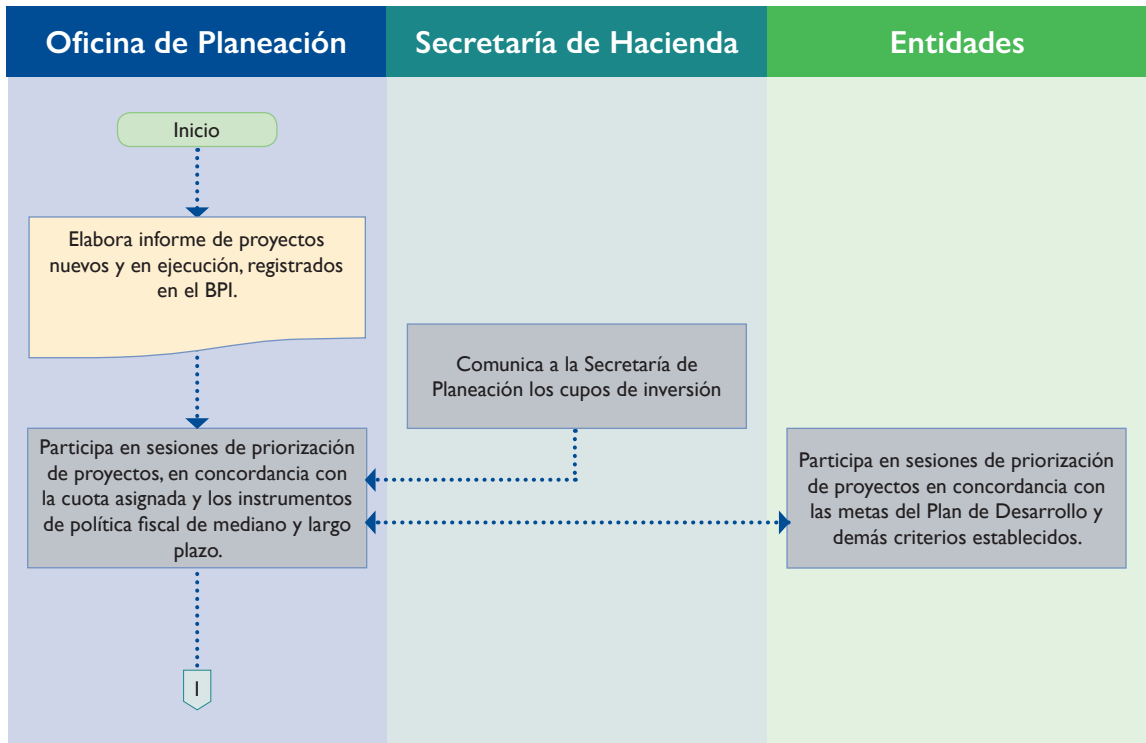 Oficina de Planeación
Secretaría de Hacienda
Entidades
Inicio
Elabora informe de proyectos
nuevos y en ejecución, registrados
en el BPI.
Comunica a la Secretaría de
Planeación los cupos de inversión
Participa en sesiones de priorización
de proyectos, en concordancia con
la cuota asignada y los instrumentos
de política fiscal de mediano y largo
plazo.
Participa en sesiones de priorización
de proyectos en concordancia con
las metas del Plan de Desarrollo y
demás criterios establecidos.
1